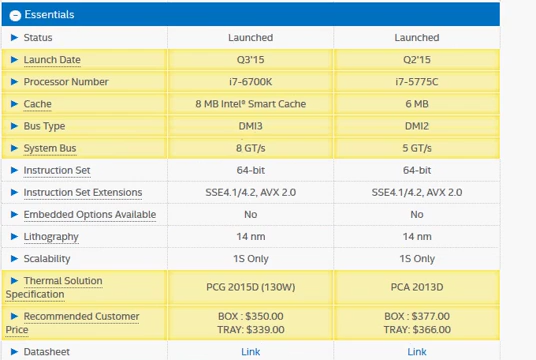 Essentials
Status Launched Launched
Launch Date Q3'15 Q2'15
Processor Number i7-6700K i7-5775C
Cache 8 MB Intel® Smart Cache 6 MB
Bus Type DMI3 DMI2
System Bus 8 GT/s 5 GT/s
Instruction Set 64-bit 64-bit
Instruction Set Extensions SSE4.1/4.2, AVX 2.0 SSE4.1/4.2, AVX 2.0
Embedded Options Available No No
Lithography 14 nm 14 nm
Scalability 1S Only 1S Only
Thermal Solution
Specification PCG 2015D (130W) PCA 2013D
Recommended Customer BOX : $350.00 BOX : $377.00
Price TRAY: $339.00 TRAY: $366.00
Datasheet Link Link